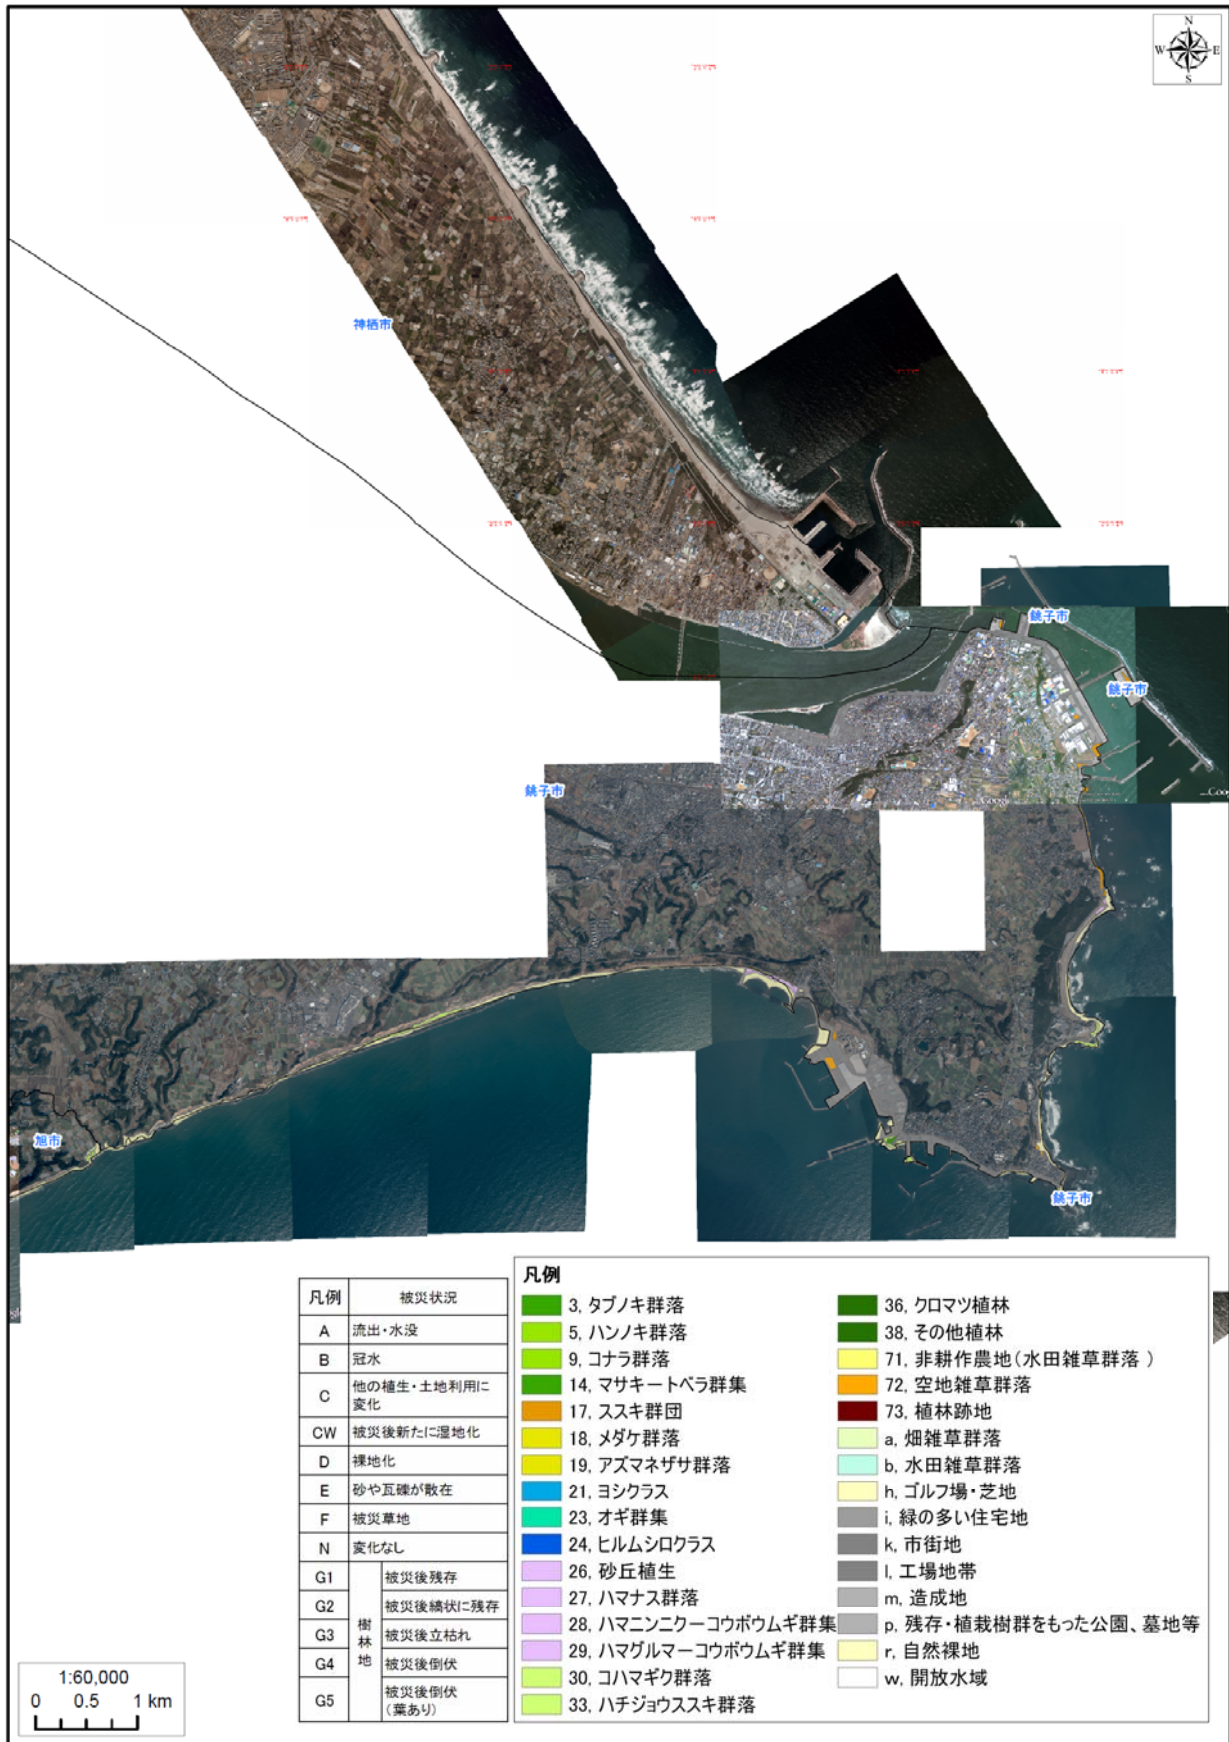 N
W
E
S
神栖市
銚子市
銚子市
銚子市
旭市
銚子市
凡例
被災状況
A
流出・水没
B
冠水
C
他の植生・土地利用に
変化
CW
被災後新たに湿地化
D
裸地化
E
砂や瓦礫が散在
F
被災草地
N
変化なし
樹林地
G1
被災後残存
G2
被災後縞状に残存
G3
被災後立枯れ
G4
被災後倒伏
G5
被災後倒伏
（葉あり）
凡例
3, タブノキ群落
5, ハンノキ群落
9, コナラ群落
14, マサキートベラ群集
17, ススキ群団
18, メダケ群落
19, アズマネザサ群落
21, ヨシクラス
23, オギ群集
24, ヒルムシロクラス
26, 砂丘植生
27, ハマナス群落
28, ハマニンニクーコウボウムギ群集
29, ハマグルマーコウボウムギ群集
30, コハマギク群落
33, ハチジョウススキ群落
36, クロマツ植林
38, その他植林
71, 非耕作農地（水田雑草群落 ）
72, 空地雑草群落
73, 植林跡地
a, 畑雑草群落
b, 水田雑草群落
h, ゴルフ場・芝地
i, 緑の多い住宅地
k, 市街地
l, 工場地帯
m, 造成地
p, 残存・植栽樹群をもった公園、墓地等
r, 自然裸地
w, 開放水域
1:60,000
0 0.5 1 km